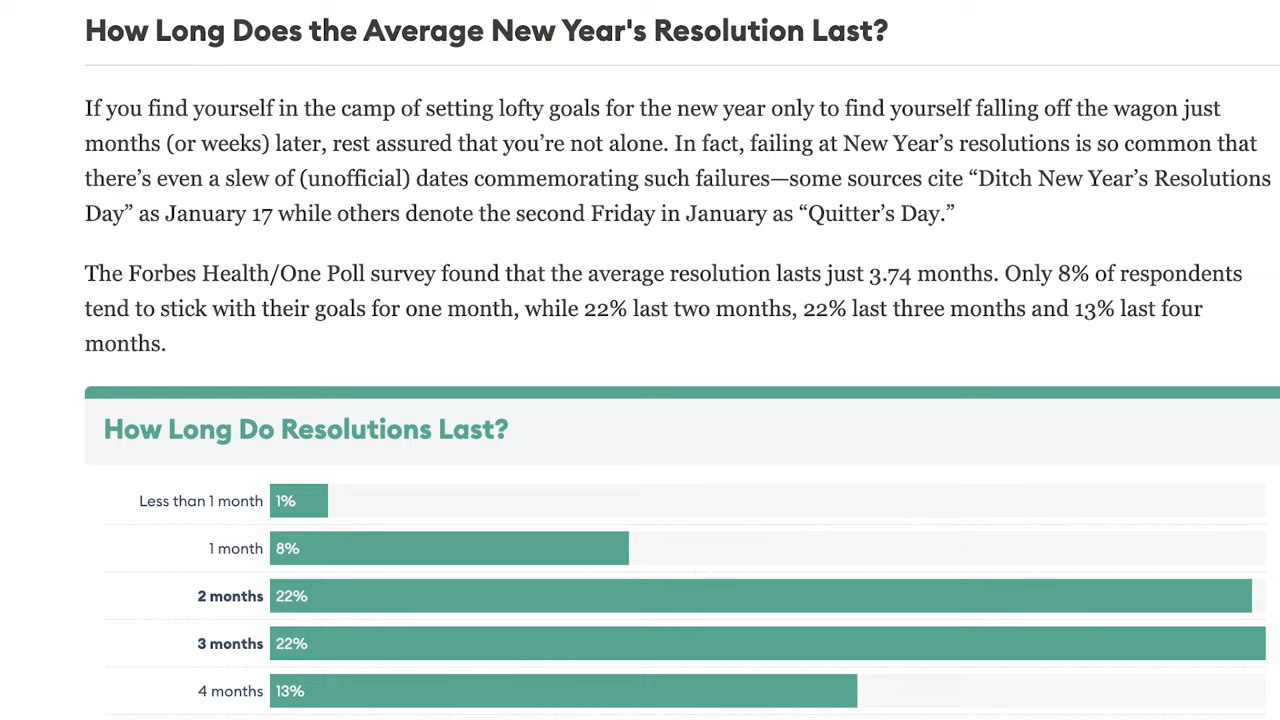 How Long Does the Average New Year's Resolution Last?
If you find yourself in the camp of setting lofty goals for the new year only to find yourself falling off the wagon just
months (or weeks) later, rest assured that you’re not alone. In fact, failing at New Year’s resolutions is so common that
there’s even a slew of (unofficial) dates commemorating such failures—some sources cite “Ditch New Year’s Resolutions
Day” as January 17 while others denote the second Friday in January as “Quitter’s Day.”
The Forbes Health/One Poll survey found that the average resolution lasts just 3.74 months. Only 8% of respondents
tend to stick with their goals for one month, while 22% last two months, 22% last three months and 13% last four
months.
How Long Do Resolutions Last?
Less than 1 month 1%
1 month 8%
2 months 22%
3 months 22%
4 months 13%